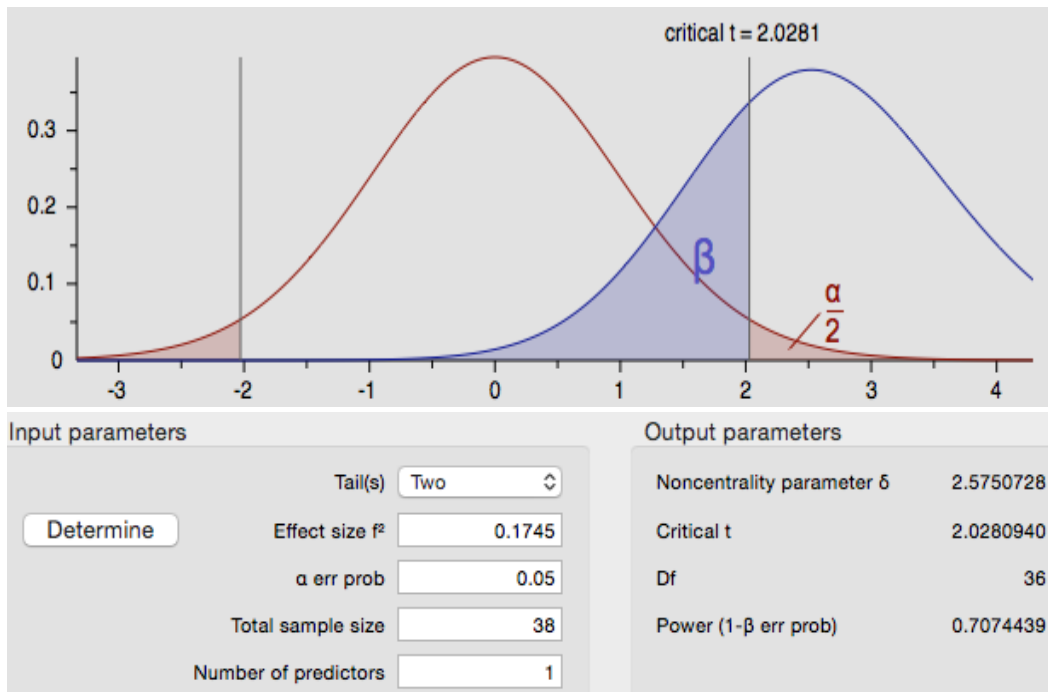 critical t = 2.0281
0.3
0.2
0.1
0
β
α
2
-3 -2 -1 0 1 2 3 4
Input parameters
Tail(s) Two
Determine
Effect size f² 0.1745
α err prob 0.05
Total sample size 38
Number of predictors 1
Output parameters
Noncentrality parameter δ 2.5750728
Critical t 2.0280940
Df 36
Power (1-β err prob) 0.7074439